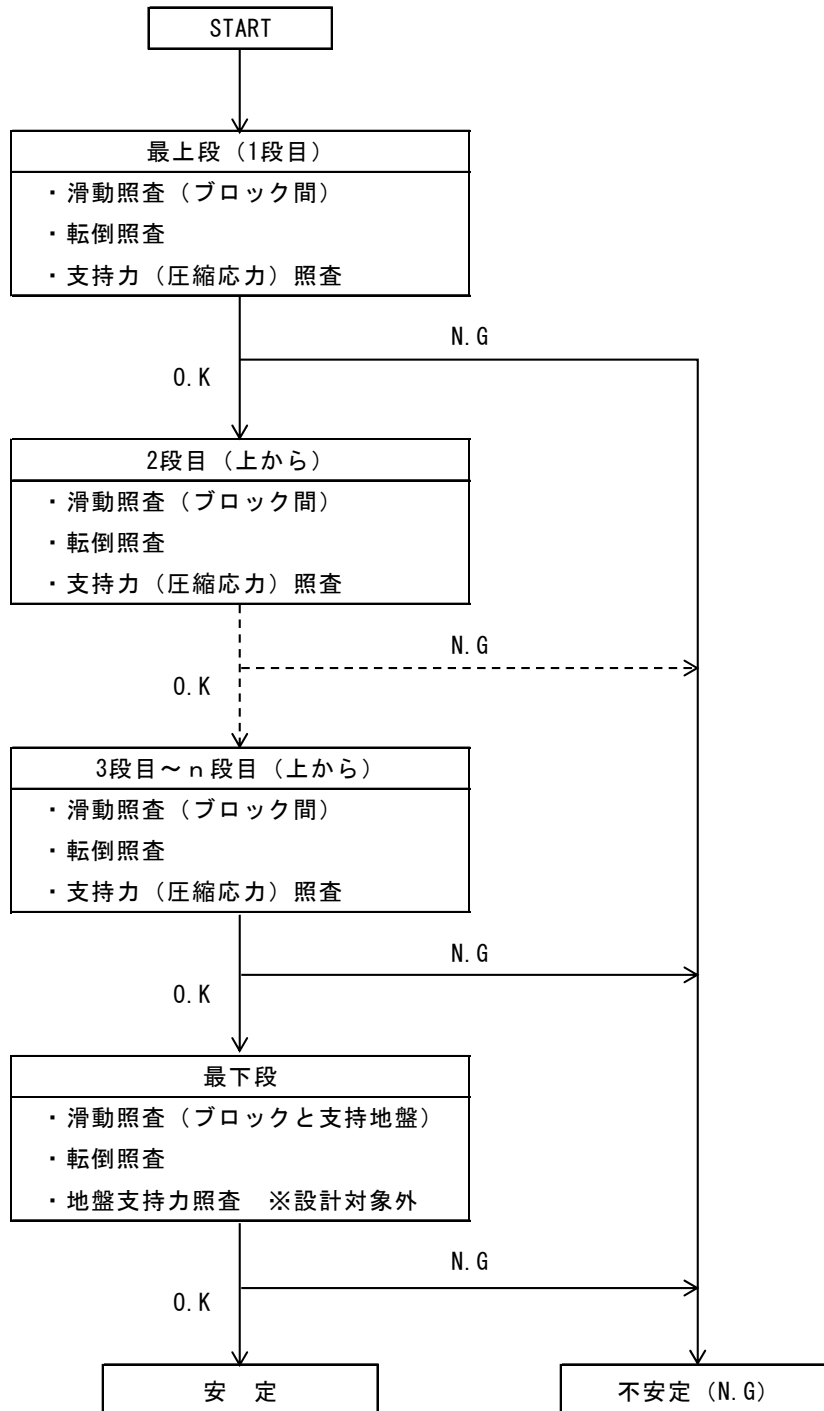 START
最上段（1段目）
・滑動照査（ブロック間）
・転倒照査
・支持力（圧縮応力）照査
N.G
O.K
2段目（上から）
・滑動照査（ブロック間）
・転倒照査
・支持力（圧縮応力）照査
N.G
O.K
3段目～ｎ段目（上から）
・滑動照査（ブロック間）
・転倒照査
・支持力（圧縮応力）照査
N.G
O.K
最下段
・滑動照査（ブロックと支持地盤）
・転倒照査
・地盤支持力照査　※設計対象外
N.G
O.K
安　定
不安定（N.G）